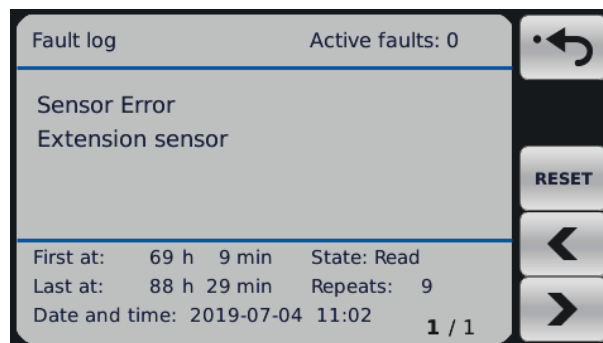 Fault log Active faults: 0
Sensor Error
Extension sensor
RESET
First at: 69 h 9 min State: Read
Last at: 88 h 29 min Repeats: 9
Date and time: 2019-07-04 11:02
1 / 1